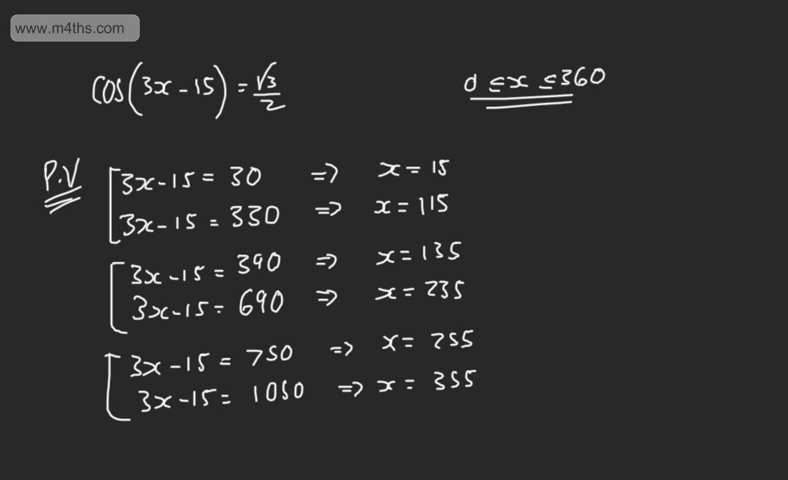 www.m4ths.com
cos(3x-15) = √3/2
0 ≤ x ≤ 360
P.V
3x-15 = 30 => x = 15
3x-15 = 330 => x = 115
3x-15 = 390 => x = 135
3x-15 = 690 => x = 235
3x-15 = 750 => x = 255
3x-15 = 1050 => x = 355